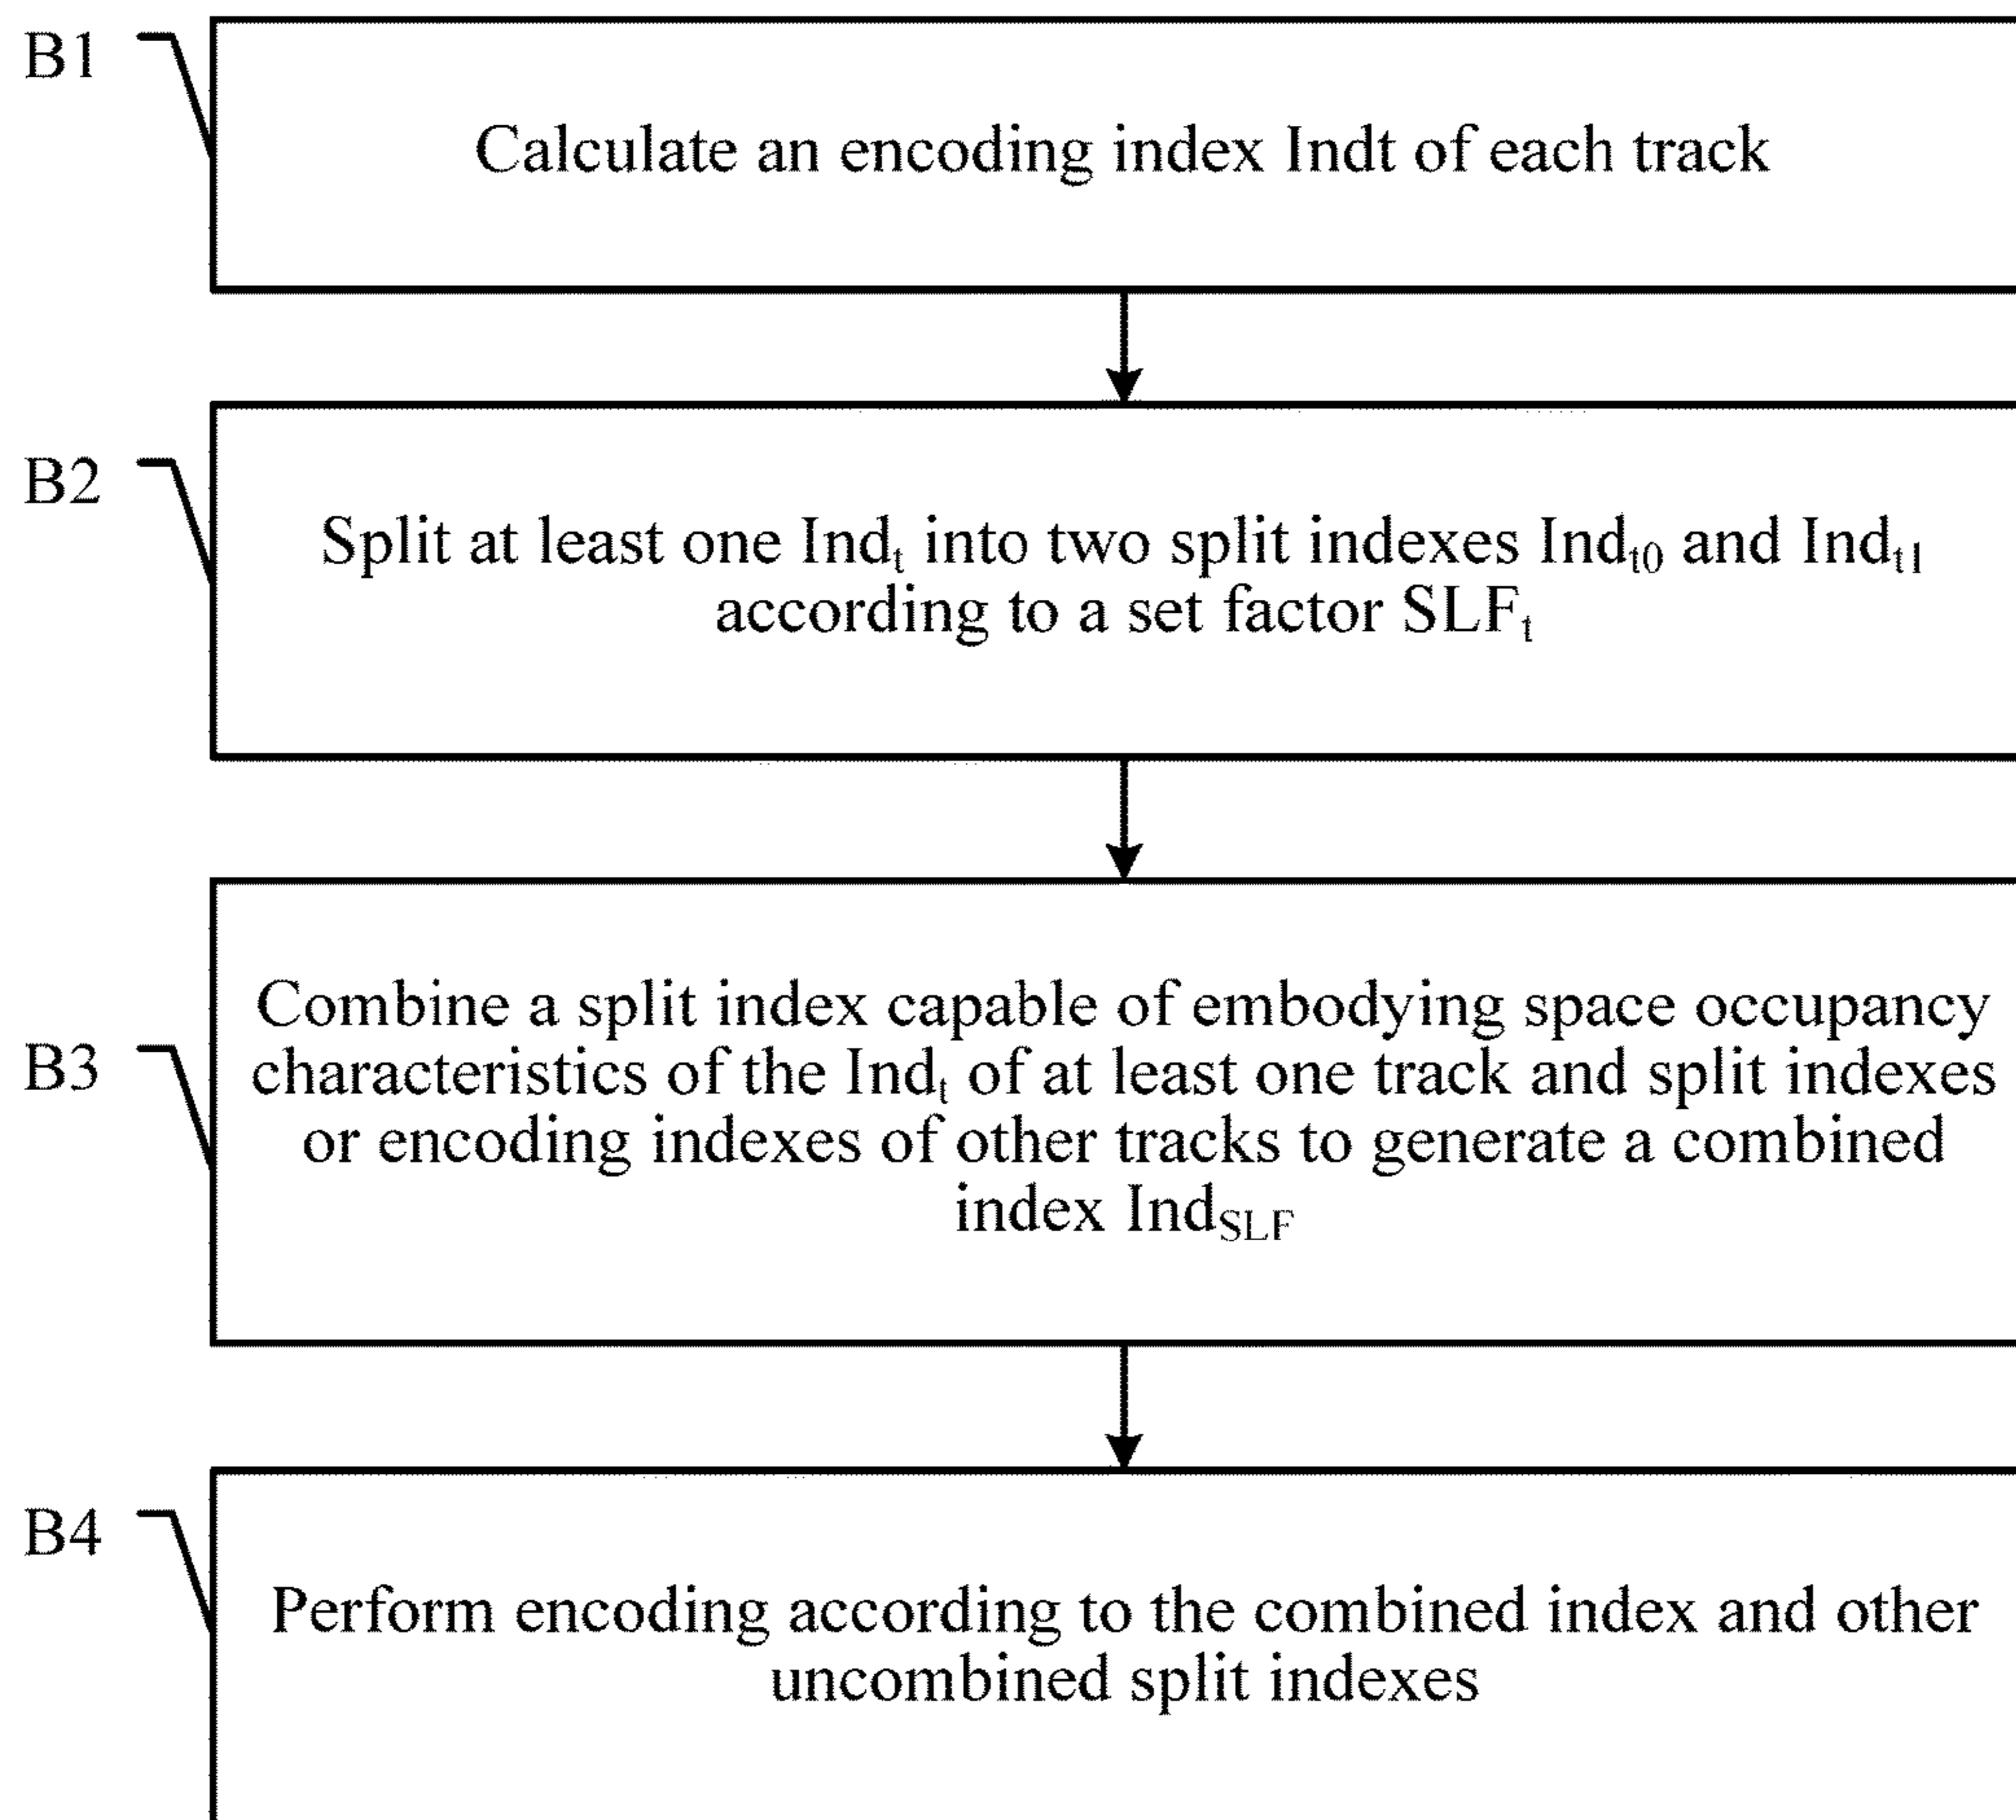 B1
Calculate an encoding index Indt of each track
B2
Split at least one Indₜ into two split indexes Indₜ₀ and Indₜ₁
according to a set factor SLFₜ
B3
Combine a split index capable of embodying space occupancy
characteristics of the Indₜ of at least one track and split indexes
or encoding indexes of other tracks to generate a combined
index Ind_SLF
B4
Perform encoding according to the combined index and other
uncombined split indexes